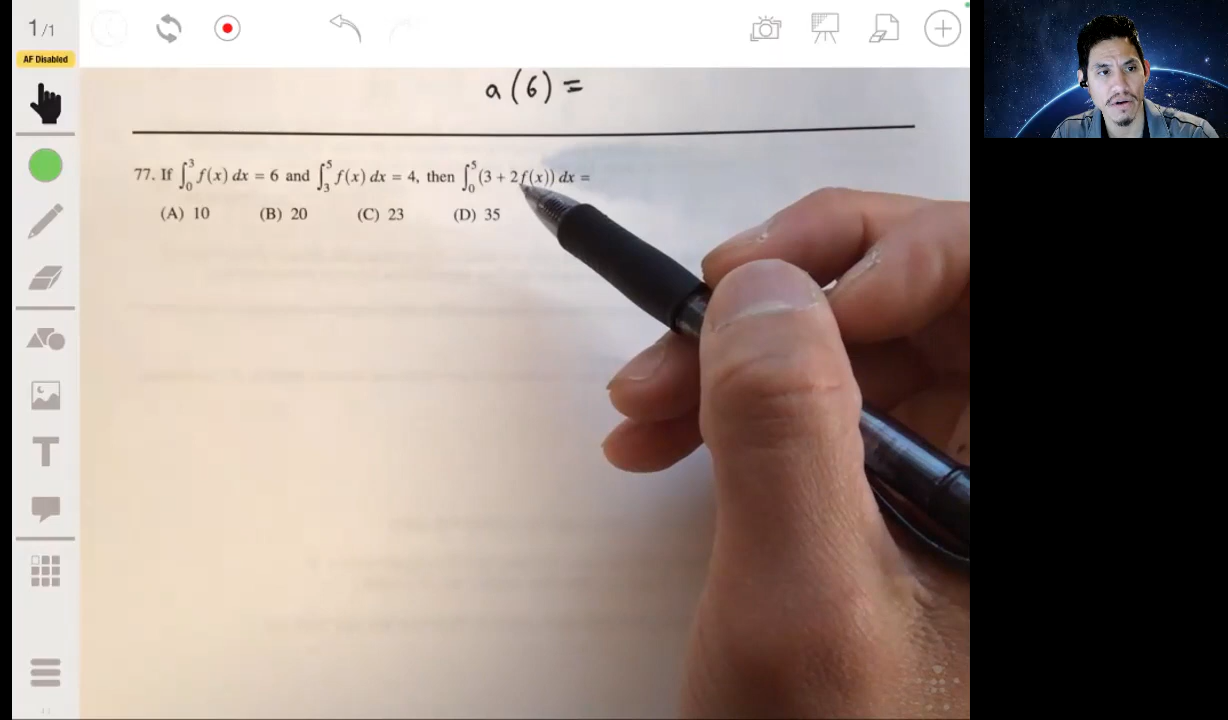 1/1
AF Disabled
a(6) =
77. If ∫₀³ f(x) dx = 6 and ∫₃⁵ f(x) dx = 4, then ∫₀⁵ (3 + 2f(x)) dx =
(A) 10 (B) 20 (C) 23 (D) 35
T